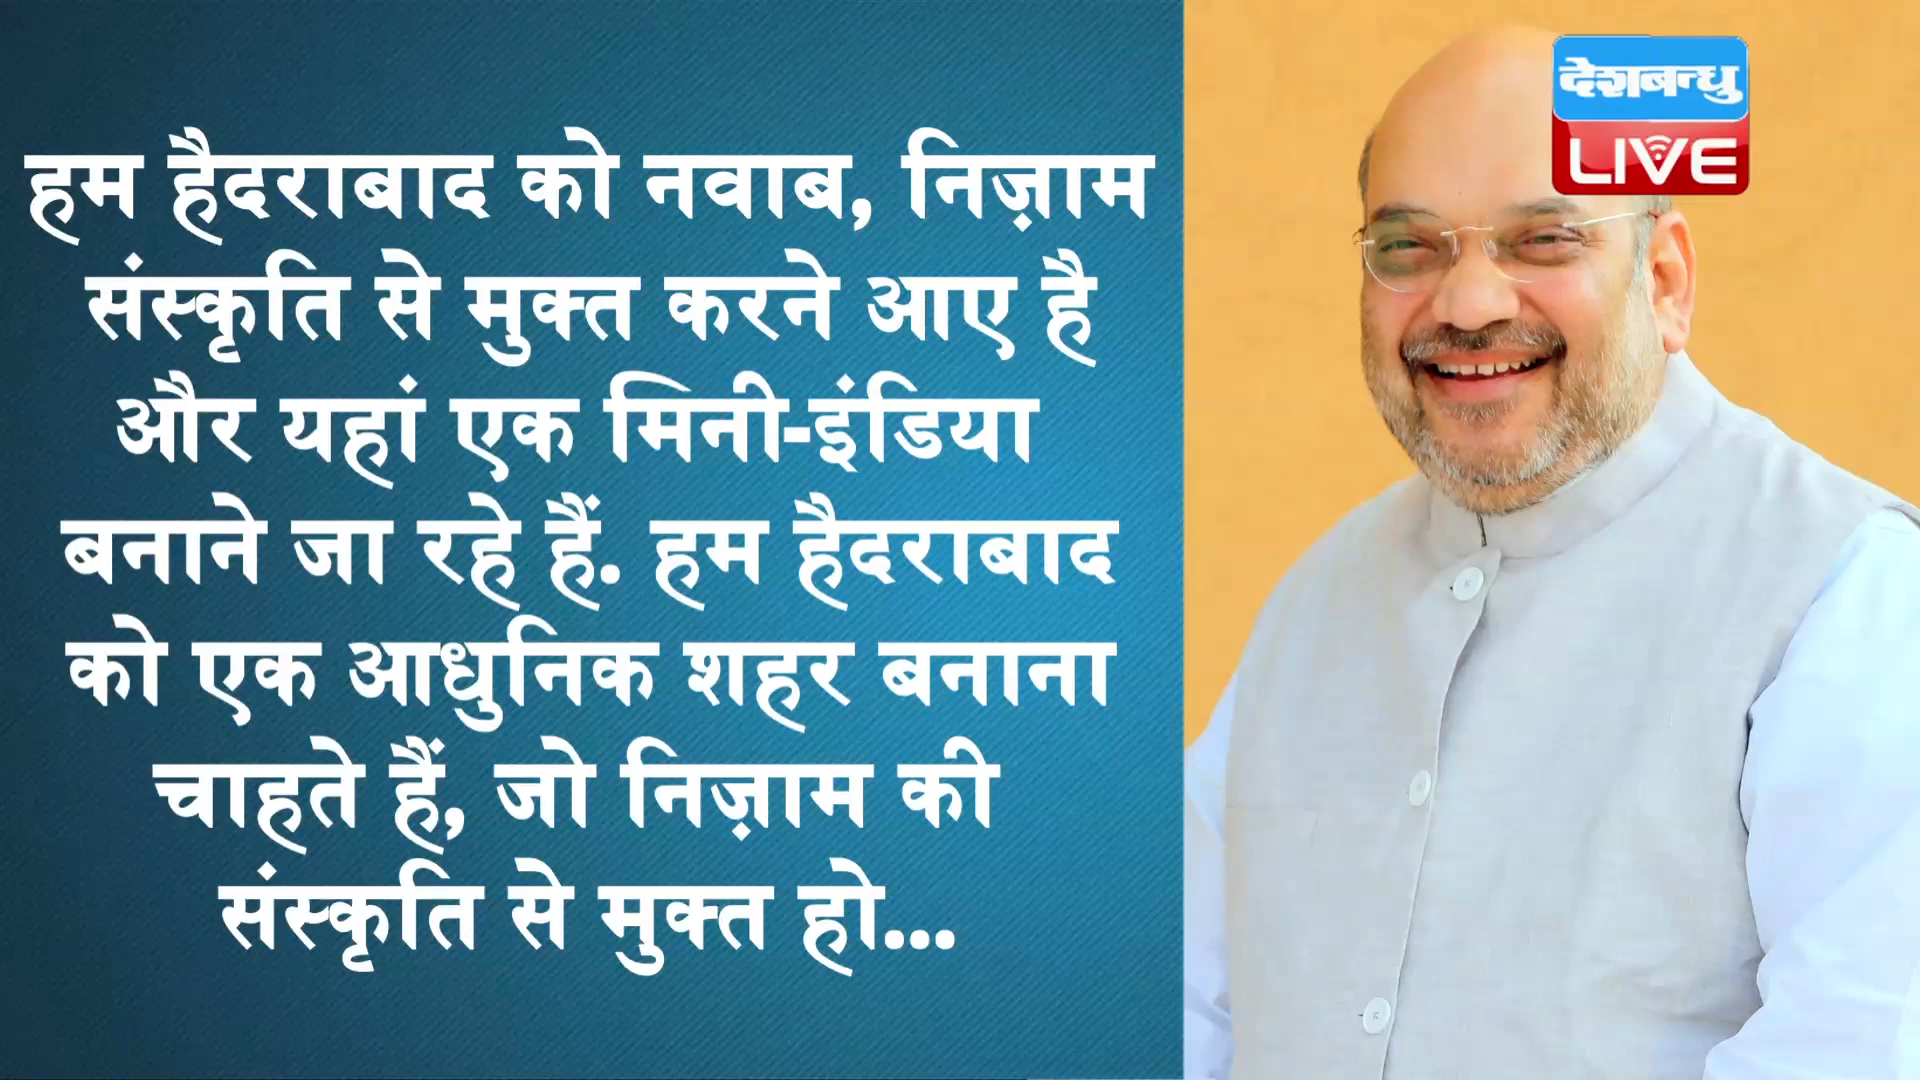 हम हैदराबाद को नवाब, निज़ाम
संस्कृति से मुक्त करने आए है
और यहां एक मिनी-इंडिया
बनाने जा रहे हैं. हम हैदराबाद
को एक आधुनिक शहर बनाना
चाहते हैं, जो निज़ाम की
संस्कृति से मुक्त हो...
देशबन्धु
LIVE